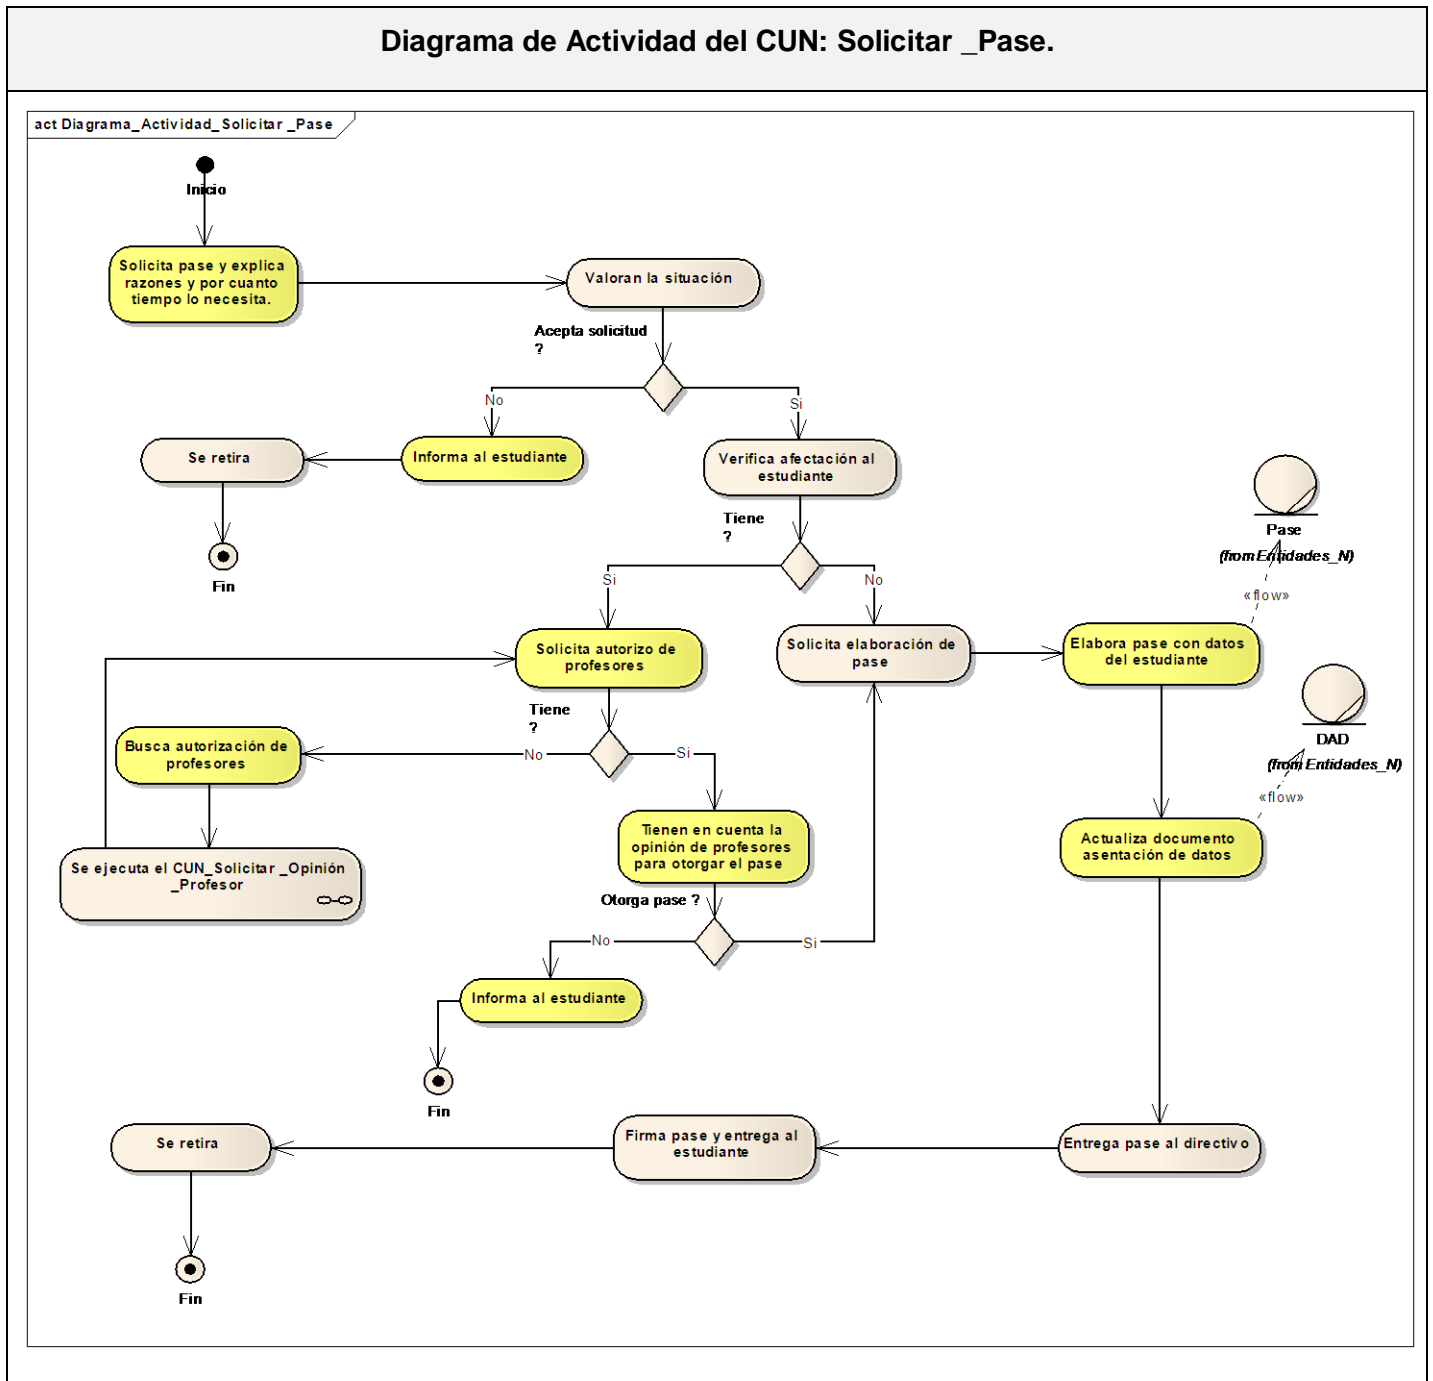 Diagrama de Actividad del CUN: Solicitar _Pase.
act Diagrama_Actividad_Solicitar _Pase
Inicio
Solicita pase y explica
razones y por cuanto
tiempo lo necesita.
Valoran la situación
Acepta solicitud
?
No
Si
Se retira
Informa al estudiante
Verifica afectación al
estudiante
Fin
Tiene
?
Si
No
Pase
(from Entidades_N)
«flow»
Solicita autorizo de
profesores
Solicita elaboración de
pase
Elabora pase con datos
del estudiante
Tiene
?
No
Si
Busca autorización de
profesores
DAD
(from Entidades_N)
«flow»
Tienen en cuenta la
opinión de profesores
para otorgar el pase
Actualiza documento
asentación de datos
Se ejecuta el CUN_Solicitar _Opinión
_Profesor
Otorga pase ?
No
Si
Informa al estudiante
Fin
Se retira
Firma pase y entrega al
estudiante
Entrega pase al directivo
Fin